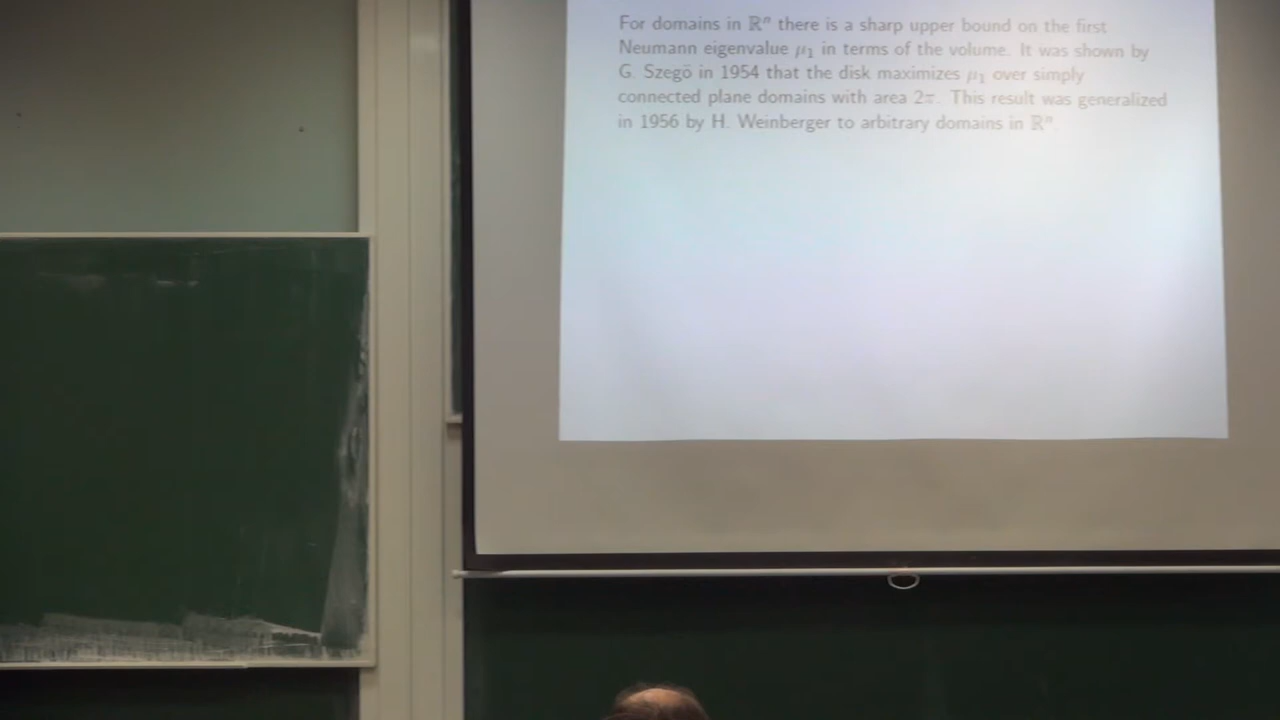 For domains in ℝⁿ there is a sharp upper bound on the first
Neumann eigenvalue μ₁ in terms of the volume. It was shown by
G. Szegö in 1954 that the disk maximizes μ₁ over simply
connected plane domains with area 2π. This result was generalized
in 1956 by H. Weinberger to arbitrary domains in ℝⁿ.